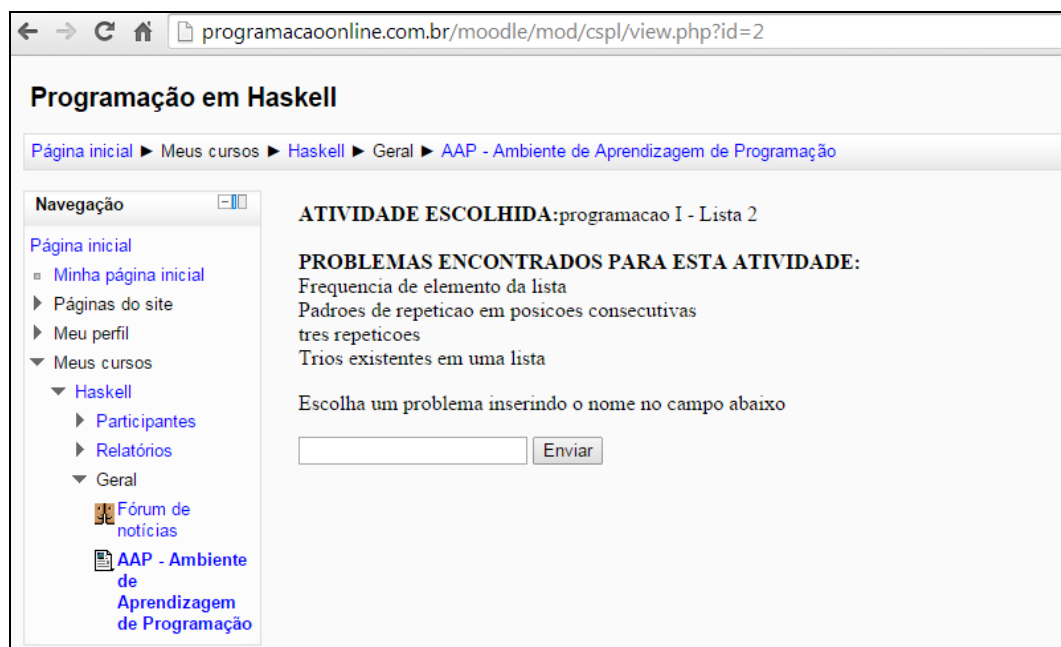 programacaoonline.com.br/moodle/mod/cspl/view.php?id=2
Programação em Haskell
Página inicial ► Meus cursos ► Haskell ► Geral ► AAP - Ambiente de Aprendizagem de Programação
Navegação
Página inicial
Minha página inicial
Páginas do site
Meu perfil
Meus cursos
Haskell
Participantes
Relatórios
Geral
Fórum de
notícias
AAP - Ambiente
de
Aprendizagem
de Programação
ATIVIDADE ESCOLHIDA:programacao I - Lista 2
PROBLEMAS ENCONTRADOS PARA ESTA ATIVIDADE:
Frequencia de elemento da lista
Padroes de repeticao em posicoes consecutivas
tres repeticoes
Trios existentes em uma lista
Escolha um problema inserindo o nome no campo abaixo
Enviar